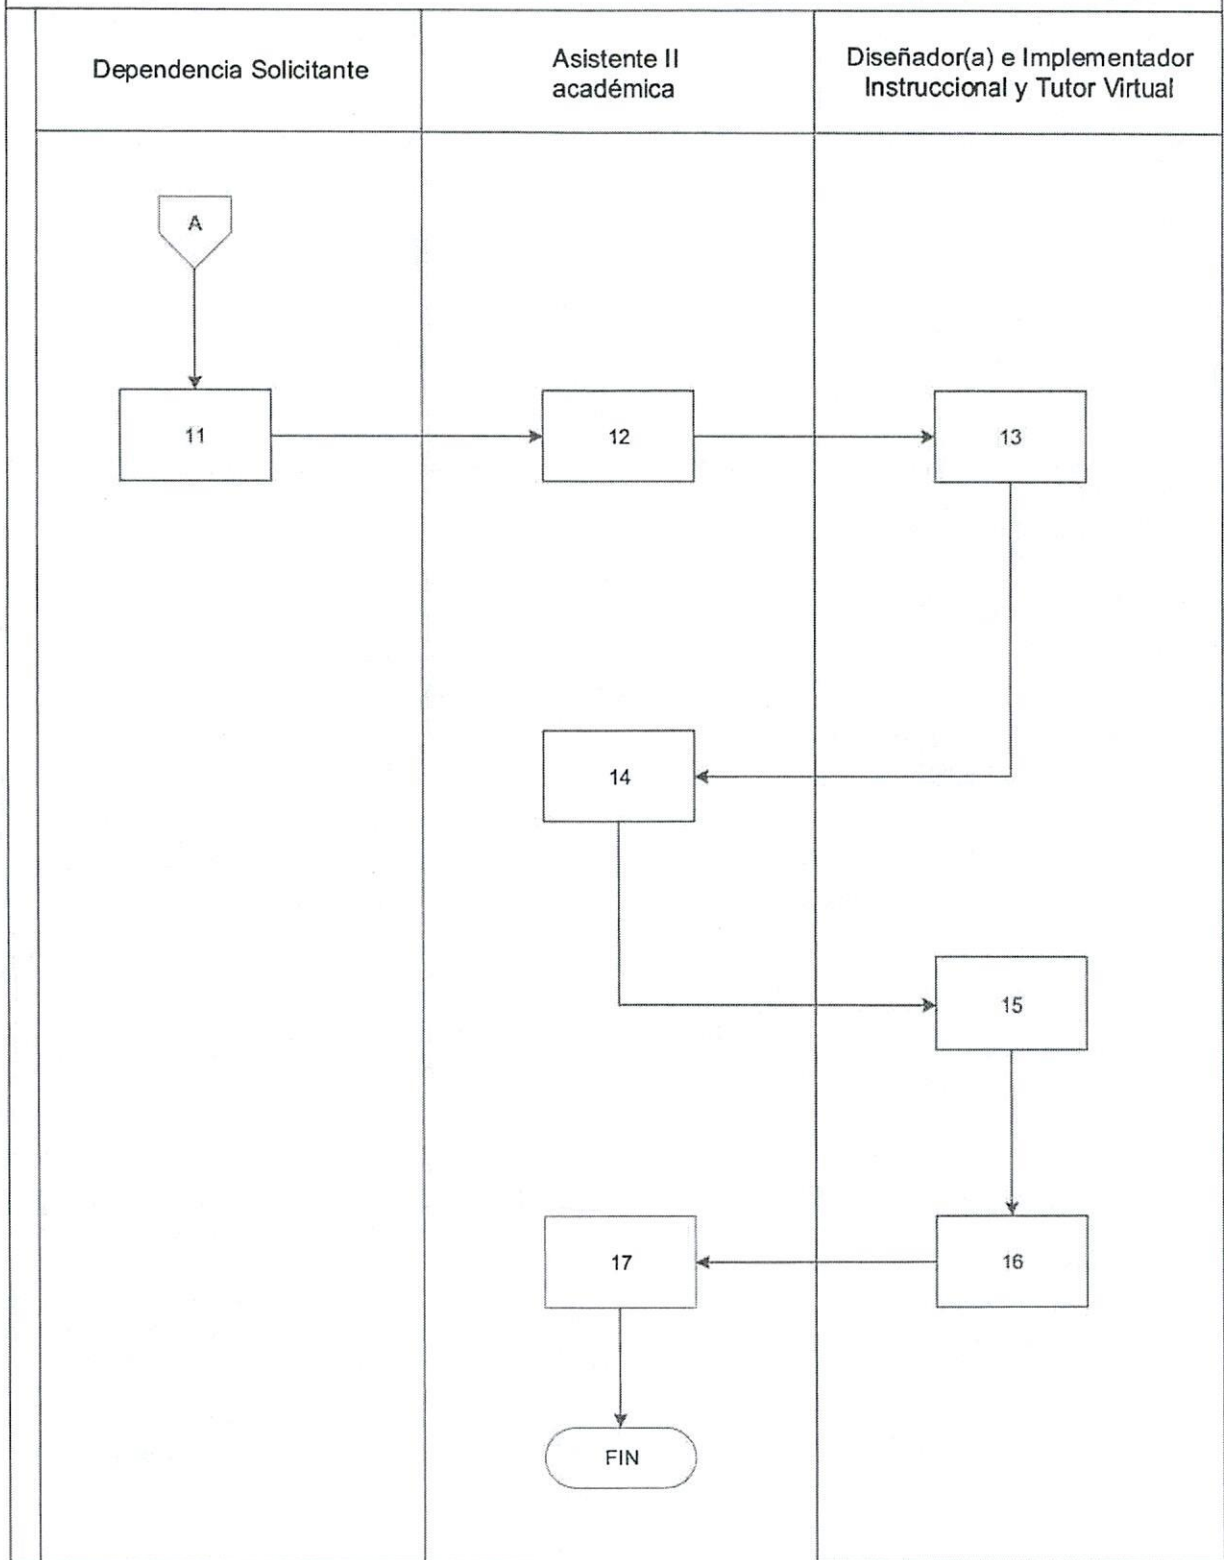 Dependencia Solicitante
Asistente II
académica
Diseñador(a) e Implementador
Instruccional y Tutor Virtual
A
11
12
13
14
15
17
16
FIN